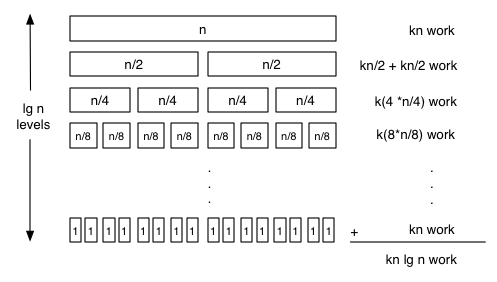 n kn work
n/2 n/2 kn/2 + kn/2 work
n/4 n/4 n/4 n/4 k(4 *n/4) work
lg n
levels
n/8 n/8 n/8 n/8 n/8 n/8 n/8 n/8 k(8*n/8) work
. .
. .
. .
1 1 1 1 1 1 1 1 1 1 1 1 1 1 1 1 + kn work
kn lg n work